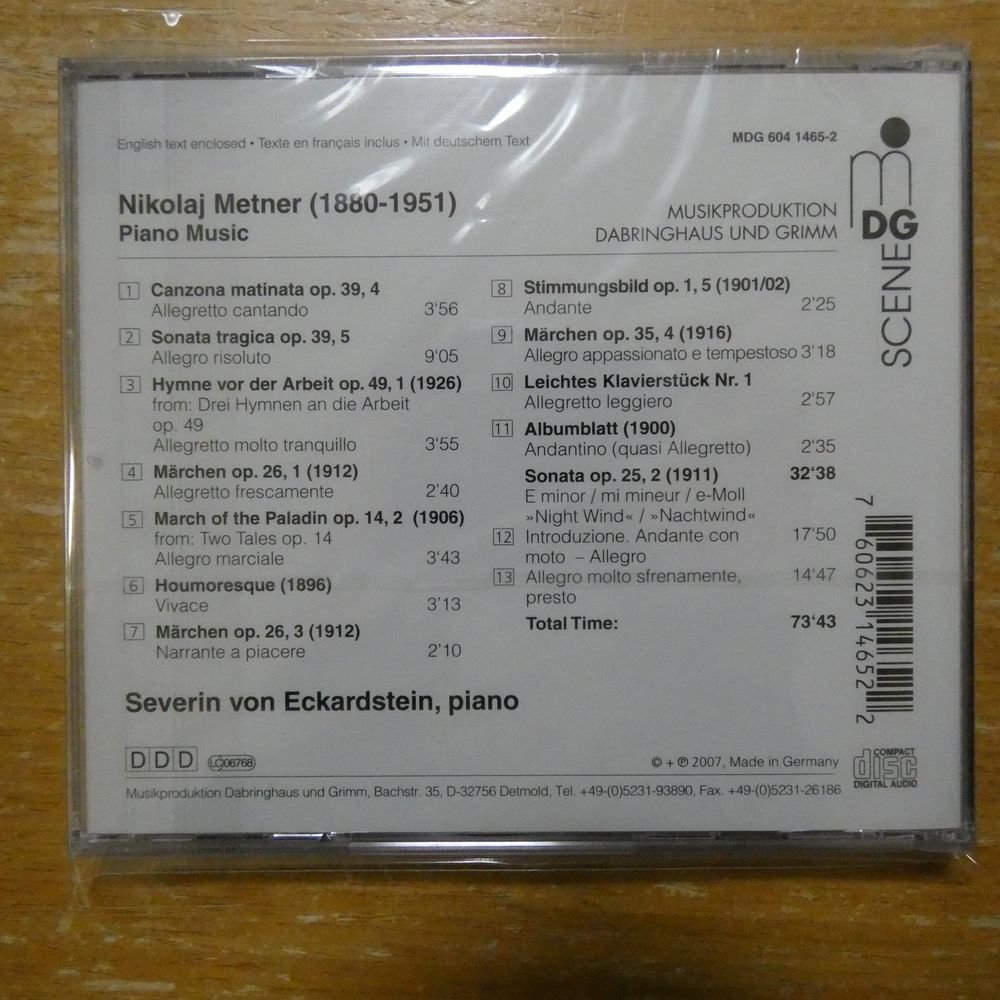 English text enclosed • Texte en français inclus • Mit deutschem Text
MDG 604 1465-2
Nikolaj Metner (1880-1951)
Piano Music
MUSIKPRODUKTION
DABRINGHAUS UND GRIMM
DG
SCENE
1 Canzona matinata op. 39, 4
Allegretto cantando 3'56
2 Sonata tragica op. 39, 5
Allegro risoluto 9'05
3 Hymne vor der Arbeit op. 49, 1 (1926)
from: Drei Hymnen an die Arbeit
op. 49
Allegretto molto tranquillo 3'55
4 Märchen op. 26, 1 (1912)
Allegretto frescamente 2'40
5 March of the Paladin op. 14, 2 (1906)
from: Two Tales op. 14
Allegro marciale 3'43
6 Houmoresque (1896)
Vivace 3'13
7 Märchen op. 26, 3 (1912)
Narrante a piacere 2'10
8 Stimmungsbild op. 1, 5 (1901/02)
Andante 2'25
9 Märchen op. 35, 4 (1916)
Allegro appassionato e tempestoso 3'18
10 Leichtes Klavierstück Nr. 1
Allegretto leggiero 2'57
11 Albumblatt (1900)
Andantino (quasi Allegretto) 2'35
Sonata op. 25, 2 (1911) 32'38
E minor / mi mineur / e-Moll
»Night Wind« / »Nachtwind«
12 Introduzione. Andante con 17'50
moto – Allegro
13 Allegro molto sfrenamente, 14'47
presto
Total Time: 73'43
7 60623 14652 2
Severin von Eckardstein, piano
DDD
LC 06768
© + ℗ 2007, Made in Germany
COMPACT
disc
DIGITAL AUDIO
Musikproduktion Dabringhaus und Grimm, Bachstr. 35, D-32756 Detmold, Tel. +49-(0)5231-93890, Fax. +49-(0)5231-26186